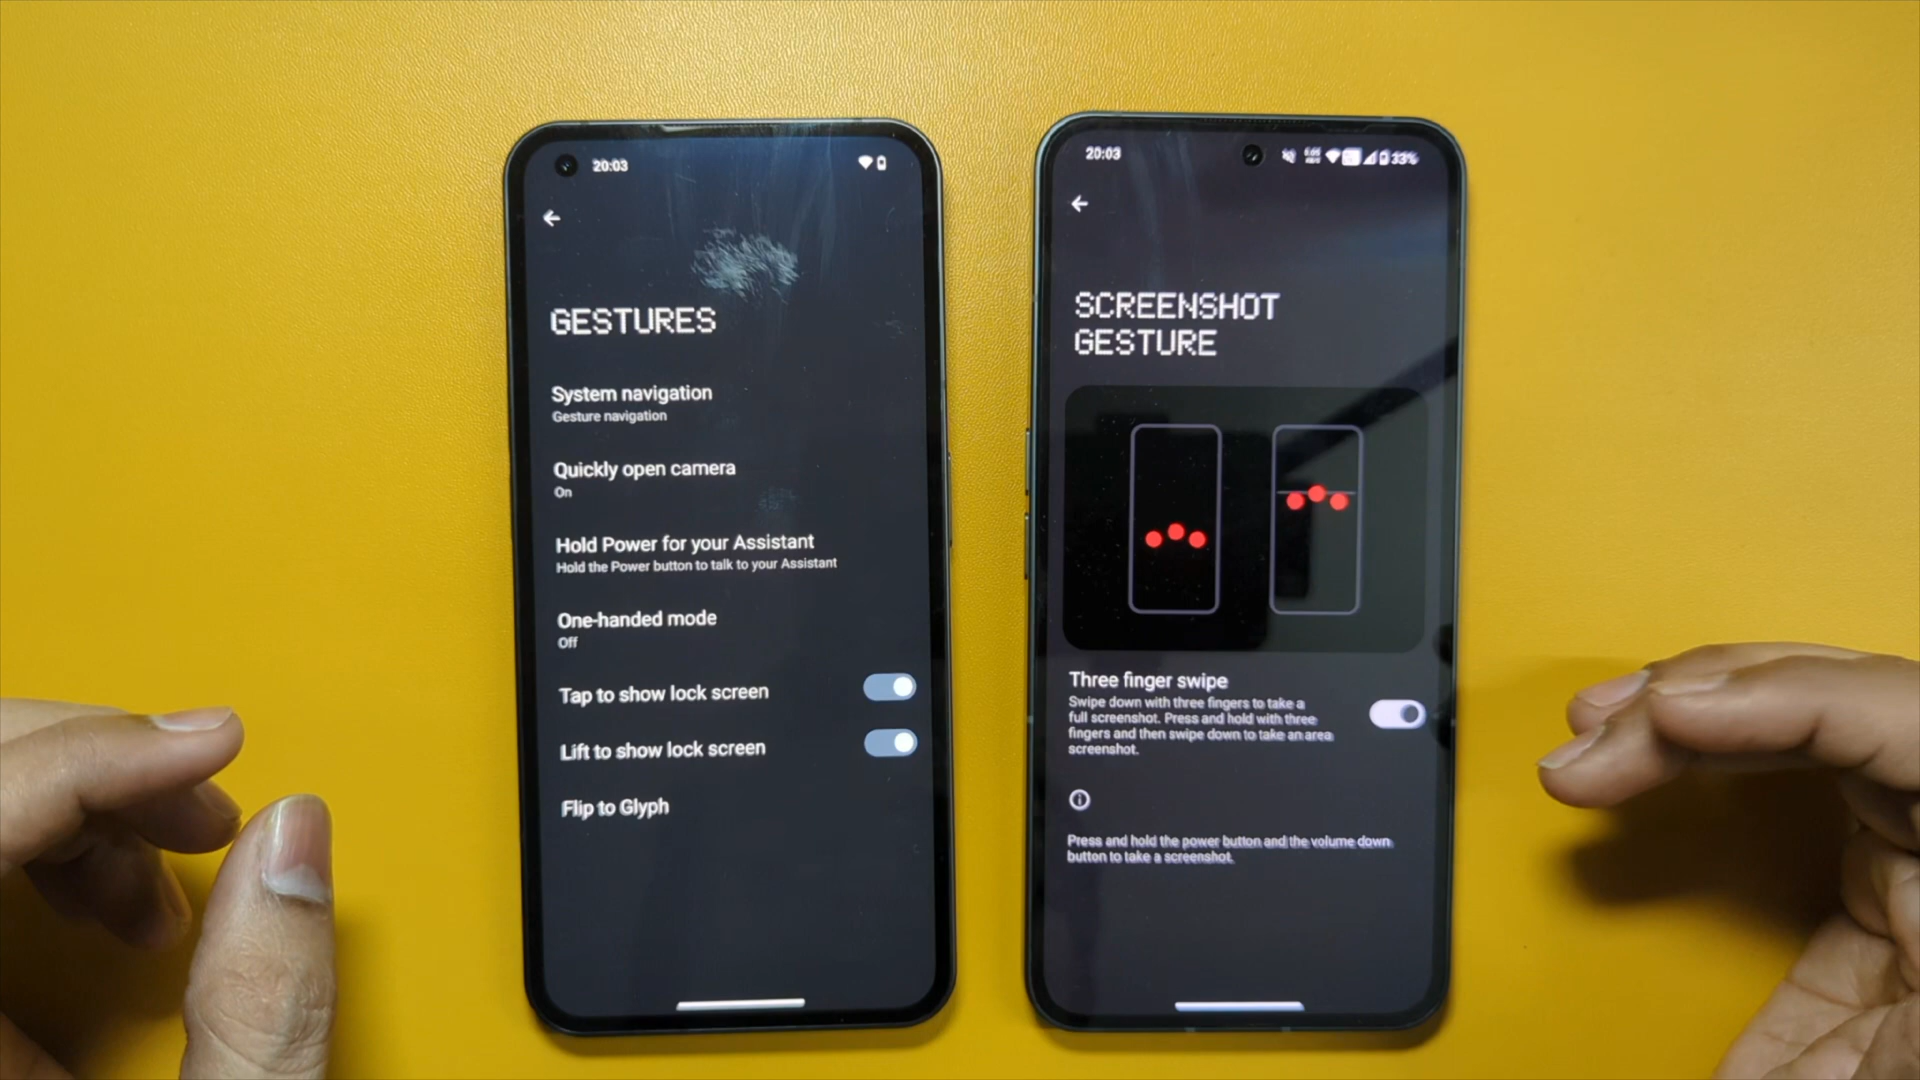 20:03
GESTURES
System navigation
Gesture navigation
Quickly open camera
On
Hold Power for your Assistant
Hold the Power button to talk to your Assistant
One-handed mode
Off
Tap to show lock screen
Lift to show lock screen
Flip to Glyph
20:03
33%
SCREENSHOT
GESTURE
Three finger swipe
Swipe down with three fingers to take a
full screenshot. Press and hold with three
fingers and then swipe down to take an area
screenshot.
Press and hold the power button and the volume down
button to take a screenshot.